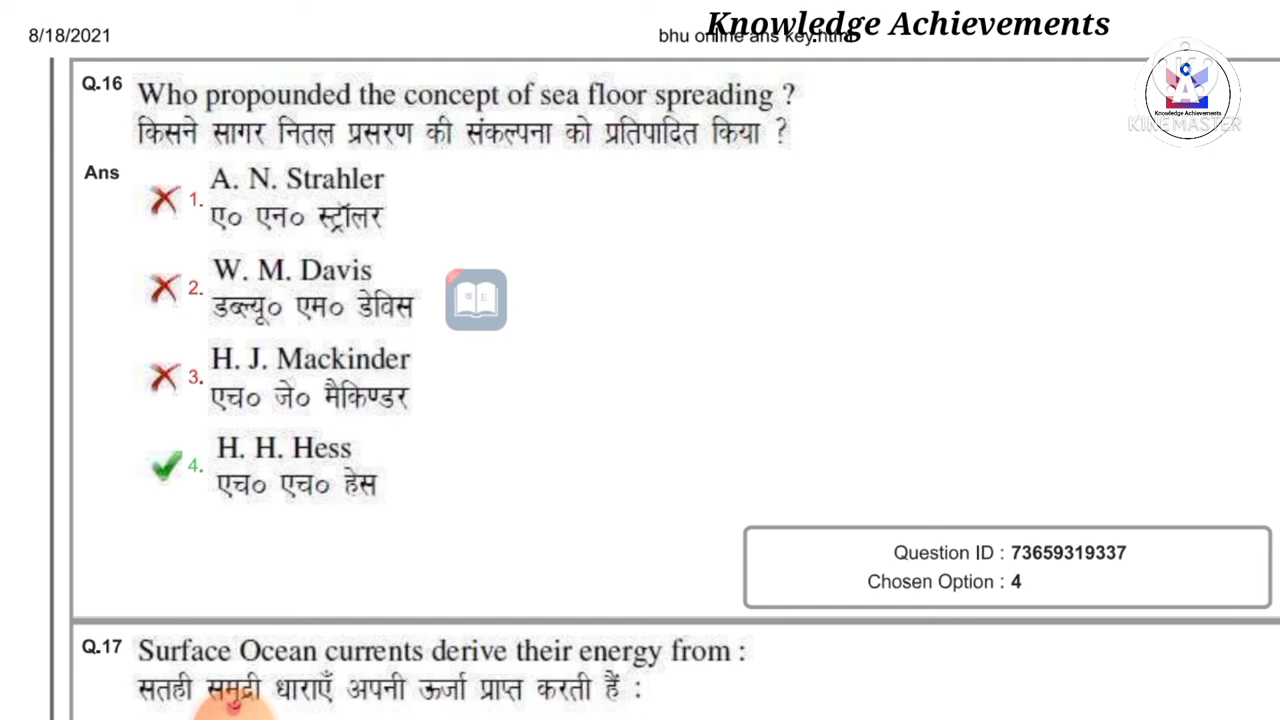 Knowledge Achievements
8/18/2021
bhu online ans key.html
Knowledge Achievements
KINEMASTER
Q.16 Who propounded the concept of sea floor spreading ?
किसने सागर नितल प्रसरण की संकल्पना को प्रतिपादित किया ?
Ans
1. A. N. Strahler
ए० एन० स्ट्रॉलर
2. W. M. Davis
डब्ल्यू० एम० डेविस
3. H. J. Mackinder
एच० जे० मैकिण्डर
4. H. H. Hess
एच० एच० हेस
Question ID : 73659319337
Chosen Option : 4
Q.17 Surface Ocean currents derive their energy from :
सतही समुद्री धाराएँ अपनी ऊर्जा प्राप्त करती हैं :